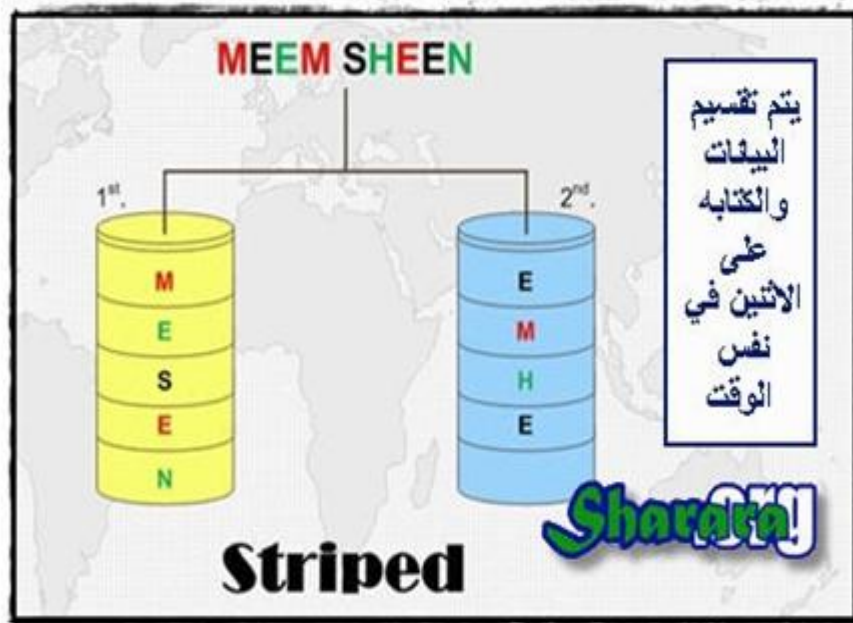 MEEM SHEEN
1st.
2nd.
M
E
S
E
N
E
M
H
E
يتم تقسيم
البيانات
والكتابه
على
الاثنين في
نفس
الوقت
Sharara.org
Striped